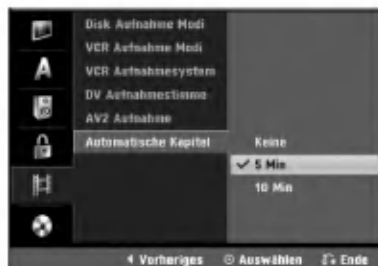 Disk Aufnahme Modi
VCR Aufnahme Modi
VCR Aufnahmesystem
DV Aufnahmestimme
AV2 Aufnahme
Automatische Kapitel Keine
✓ 5 Min
10 Min
Vorheriges Auswählen Ende